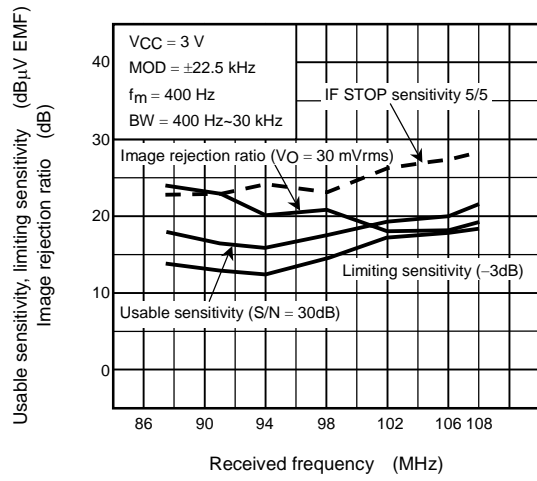 Usable sensitivity, limiting sensitivity (dBμV EMF)
Image rejection ratio (dB)
40
30
20
10
0
VCC = 3 V
MOD = ±22.5 kHz
fm = 400 Hz
BW = 400 Hz~30 kHz
IF STOP sensitivity 5/5
Image rejection ratio (VO = 30 mVrms)
Limiting sensitivity (−3dB)
Usable sensitivity (S/N = 30dB)
86
90
94
98
102
106
108
Received frequency (MHz)